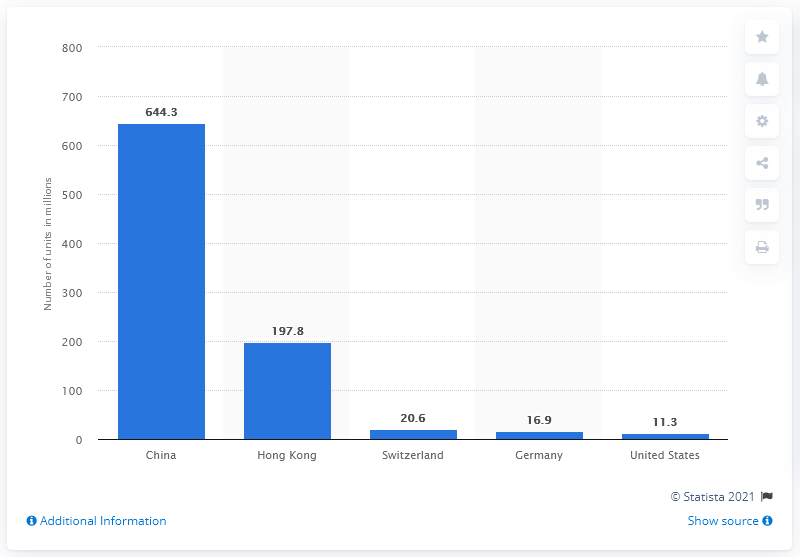 800
700
600
500
400
300
200
100
0
Number of units in millions
644.3
197.8
20.6
16.9
11.3
China
Hong Kong
Switzerland
Germany
United States
© Statista 2021
Additional Information
Show source